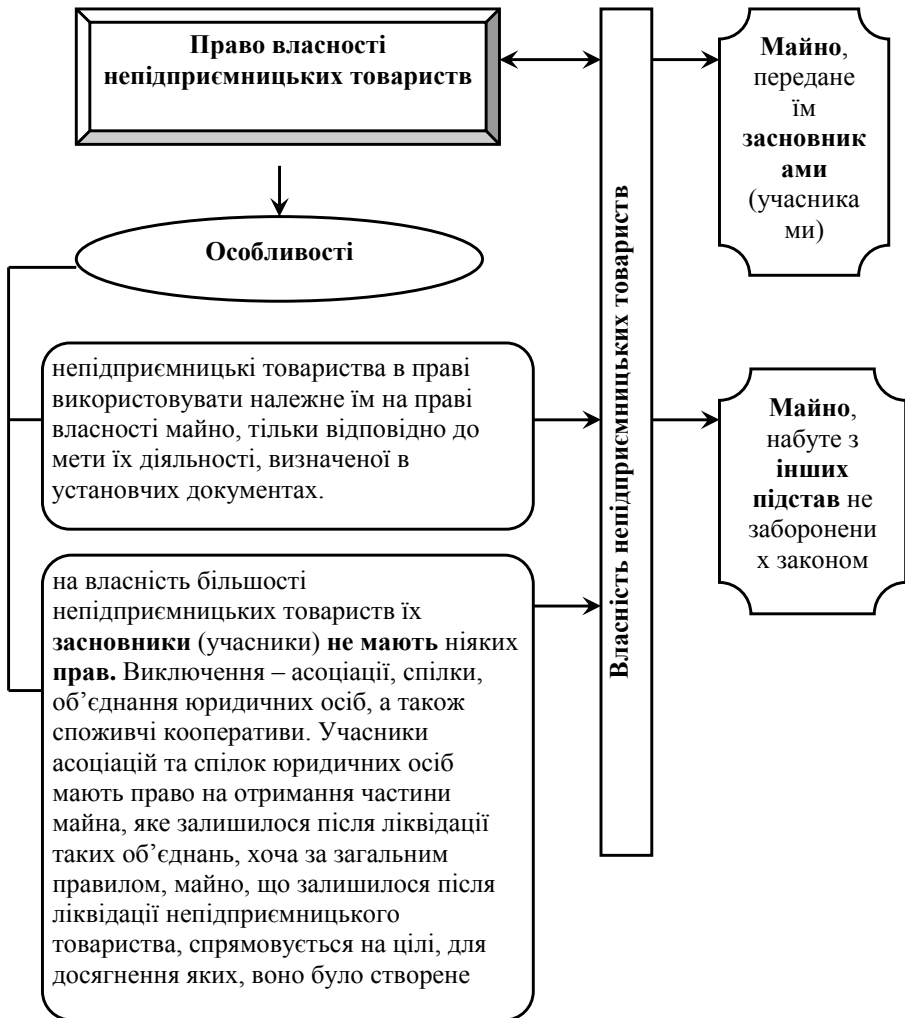 Право власності
непідприємницьких товариств
Особливості
непідприємницькі товариства в праві
використовувати належне їм на праві
власності майно, тільки відповідно до
мети їх діяльності, визначеної в
установчих документах.
на власність більшості
непідприємницьких товариств їх
засновники (учасники) не мають ніяких
прав. Виключення – асоціації, спілки,
об’єднання юридичних осіб, а також
споживчі кооперативи. Учасники
асоціацій та спілок юридичних осіб
мають право на отримання частини
майна, яке залишилося після ліквідації
таких об’єднань, хоча за загальним
правилом, майно, що залишилося після
ліквідації непідприємницького
товариства, спрямовується на цілі, для
досягнення яких, воно було створене
Власність непідприємницьких товариств
Майно,
передане
їм
засновник
ами
(учасника
ми)
Майно,
набуте з
інших
підстав не
заборонени
х законом